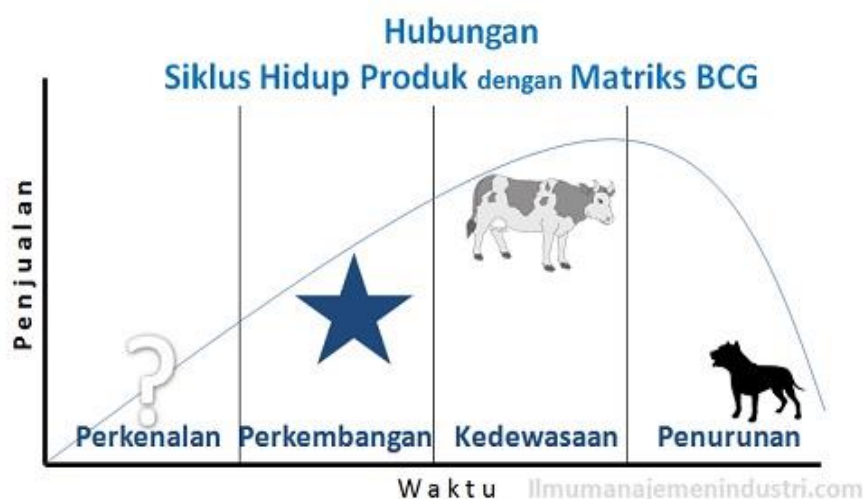 Hubungan
Siklus Hidup Produk dengan Matriks BCG
Penjualan
?
Perkenalan
Perkembangan
Kedewasaan
Penurunan
Waktu
Ilmumanajemenindustri.com